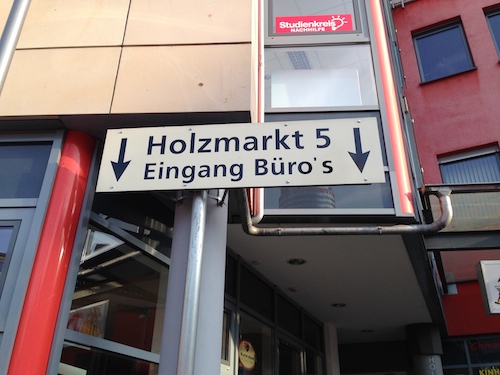 Studienkreis
NACHHILFE
Holzmarkt 5
Eingang Büro's